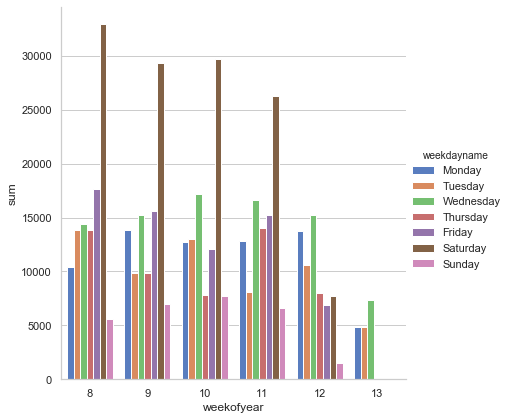 30000
25000
20000
15000
10000
5000
0
sum
8 9 10 11 12 13
weekofyear
weekdayname
Monday
Tuesday
Wednesday
Thursday
Friday
Saturday
Sunday